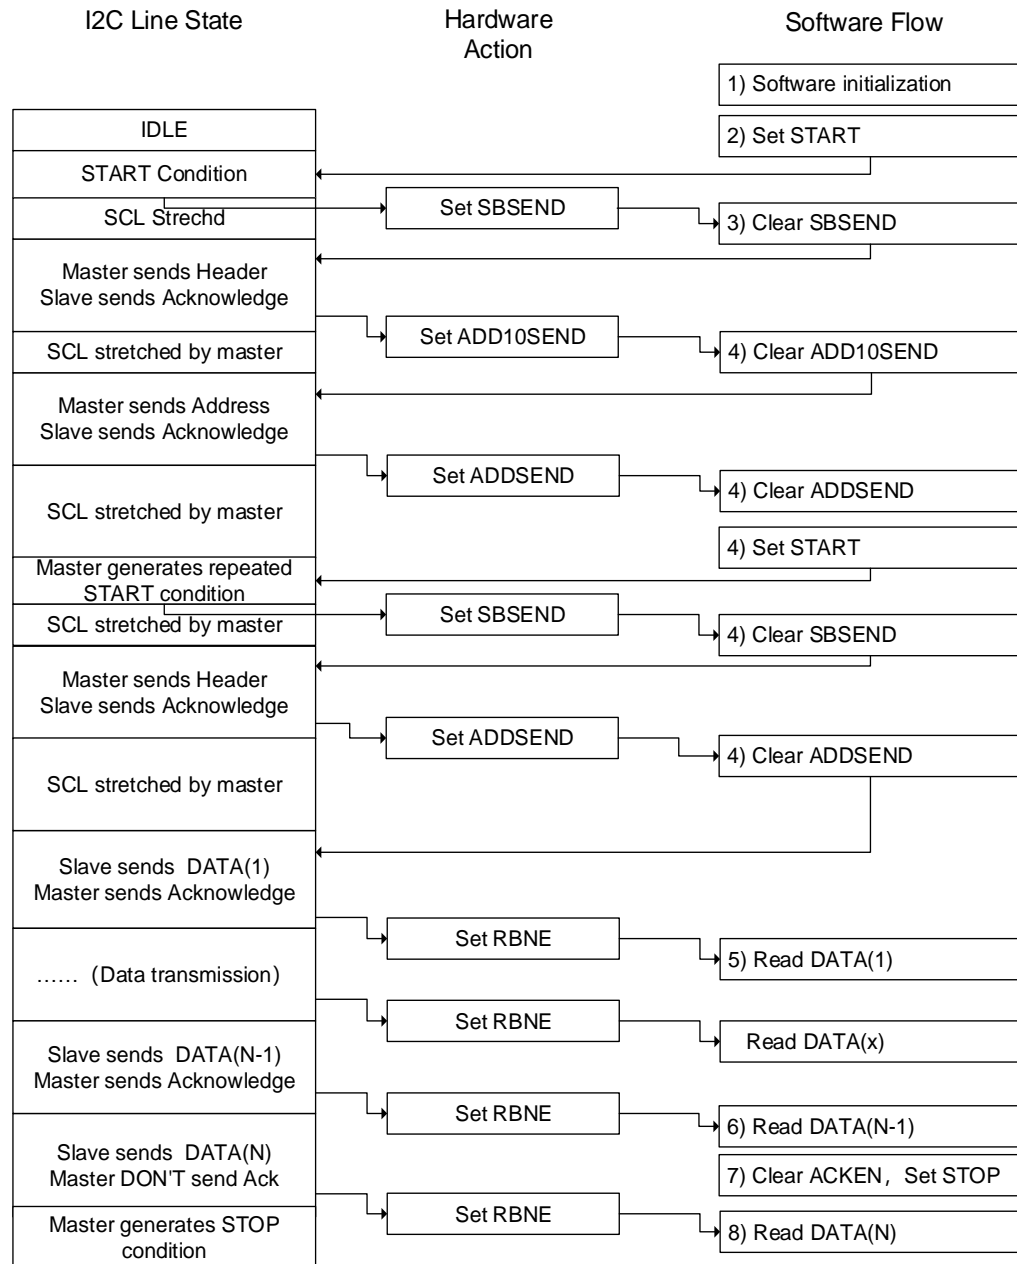 I2C Line State
Hardware
Action
Software Flow
1) Software initialization
IDLE
2) Set START
START Condition
SCL Strechd
Set SBSEND
3) Clear SBSEND
Master sends Header
Slave sends Acknowledge
Set ADD10SEND
SCL stretched by master
4) Clear ADD10SEND
Master sends Address
Slave sends Acknowledge
Set ADDSEND
4) Clear ADDSEND
SCL stretched by master
4) Set START
Master generates repeated
START condition
Set SBSEND
SCL stretched by master
4) Clear SBSEND
Master sends Header
Slave sends Acknowledge
Set ADDSEND
4) Clear ADDSEND
SCL stretched by master
Slave sends DATA(1)
Master sends Acknowledge
Set RBNE
5) Read DATA(1)
…… (Data transmission)
Set RBNE
Read DATA(x)
Slave sends DATA(N-1)
Master sends Acknowledge
Set RBNE
6) Read DATA(N-1)
Slave sends DATA(N)
Master DON'T send Ack
7) Clear ACKEN, Set STOP
Set RBNE
8) Read DATA(N)
Master generates STOP
condition